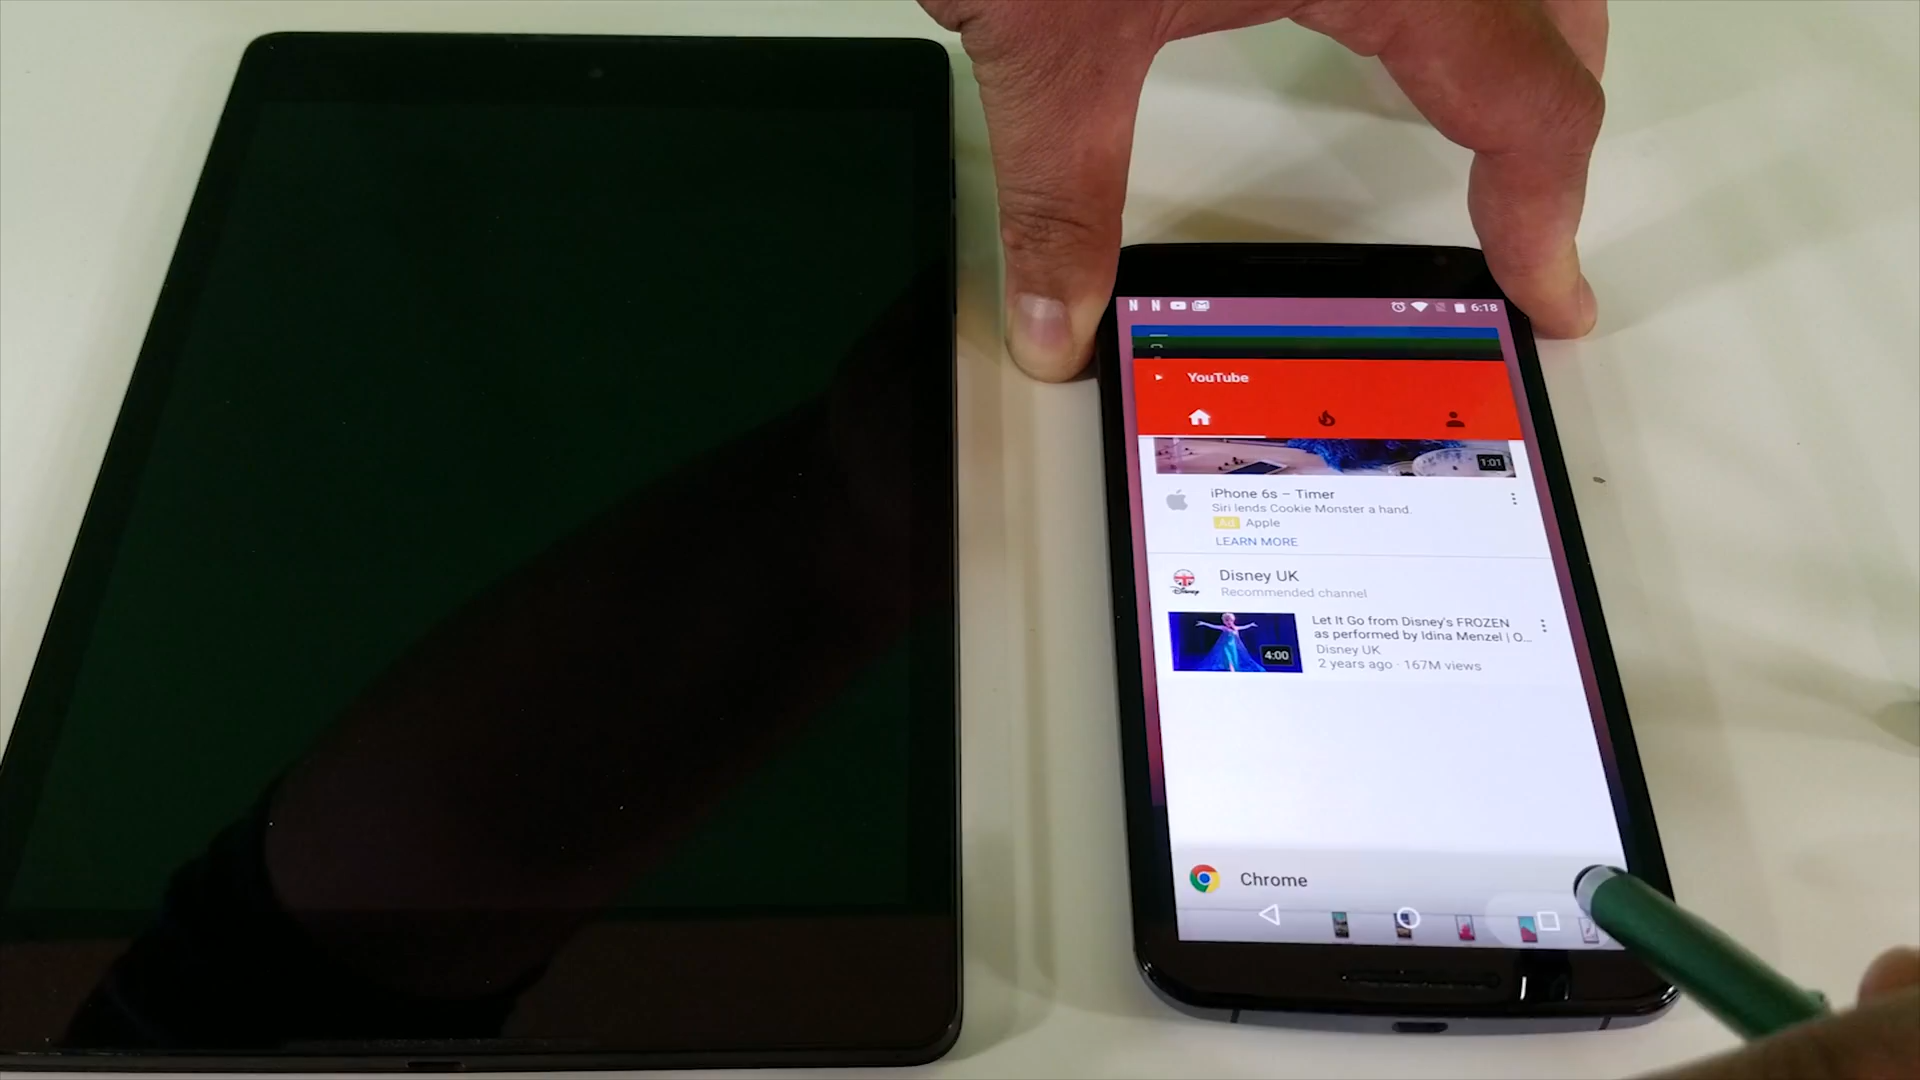 N N 6:18
YouTube
1:01
iPhone 6s – Timer
Siri lends Cookie Monster a hand.
Ad Apple
LEARN MORE
Disney UK
Recommended channel
Let It Go from Disney's FROZEN
as performed by Idina Menzel | O...
Disney UK
2 years ago · 167M views
4:00
Disney
Chrome